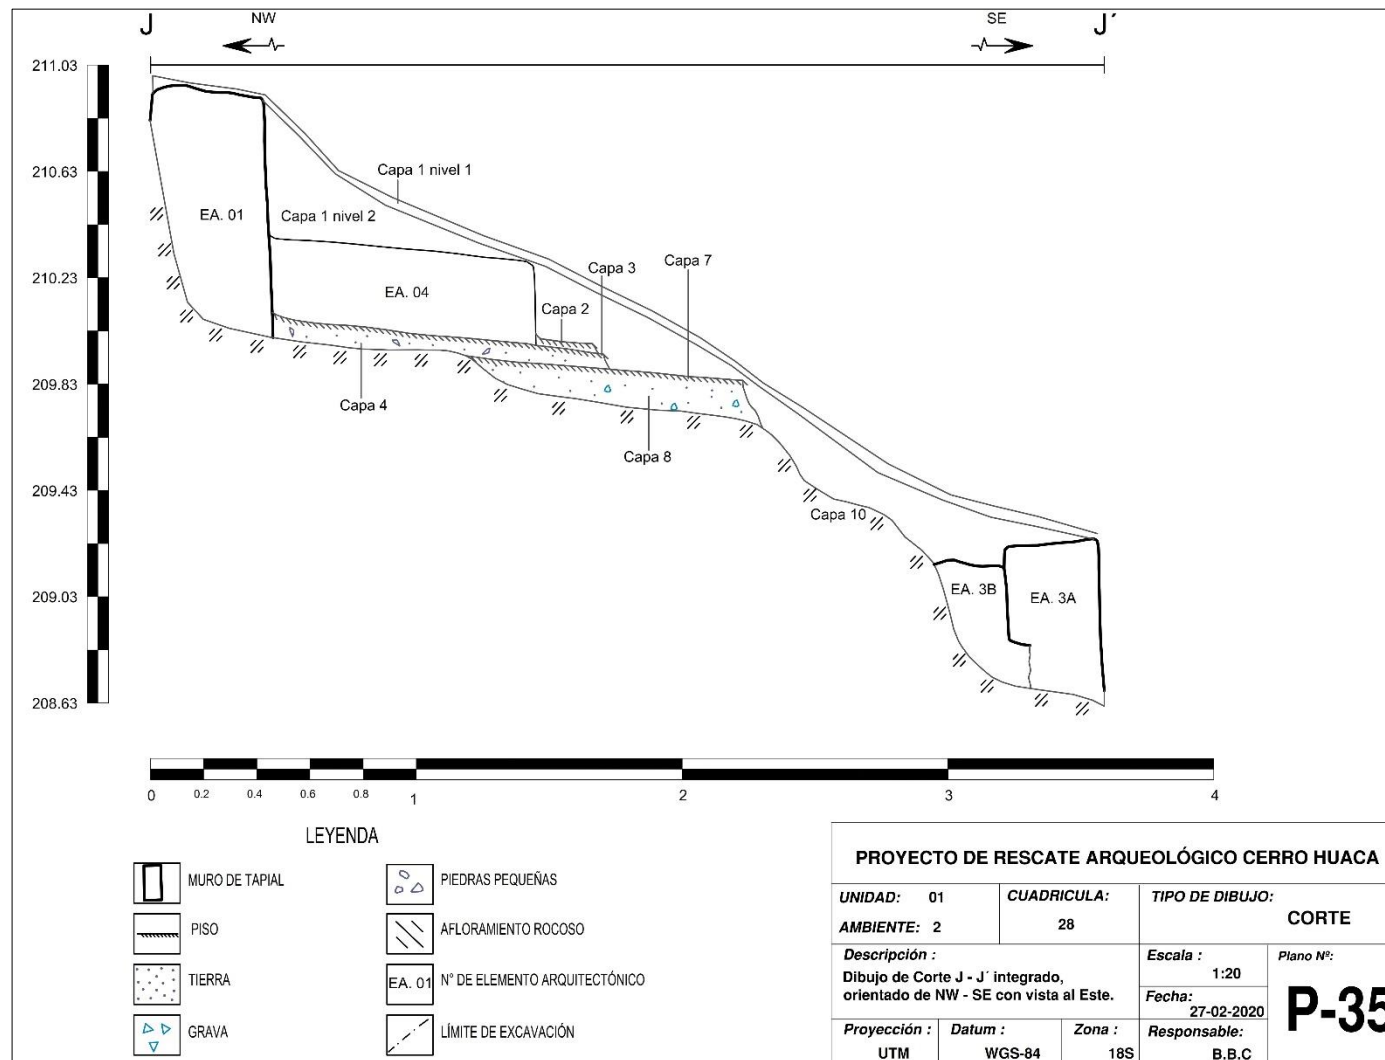 J NW SE J´
211.03
210.63
210.23
209.83
209.43
209.03
208.63
Capa 1 nivel 1
EA. 01
Capa 1 nivel 2
Capa 7
Capa 3
EA. 04
Capa 2
Capa 4
Capa 8
Capa 10
EA. 3B
EA. 3A
0 0.2 0.4 0.6 0.8 1 2 3 4
LEYENDA
MURO DE TAPIAL
PISO
TIERRA
GRAVA
PIEDRAS PEQUEÑAS
AFLORAMIENTO ROCOSO
EA. 01 N° DE ELEMENTO ARQUITECTÓNICO
LÍMITE DE EXCAVACIÓN
PROYECTO DE RESCATE ARQUEOLÓGICO CERRO HUACA
UNIDAD: 01
AMBIENTE: 2
CUADRICULA:
28
TIPO DE DIBUJO:
CORTE
Descripción :
Dibujo de Corte J - J´ integrado,
orientado de NW - SE con vista al Este.
Escala :
1:20
Fecha:
27-02-2020
Plano Nº:
P-35
Proyección :
UTM
Datum :
WGS-84
Zona :
18S
Responsable:
B.B.C